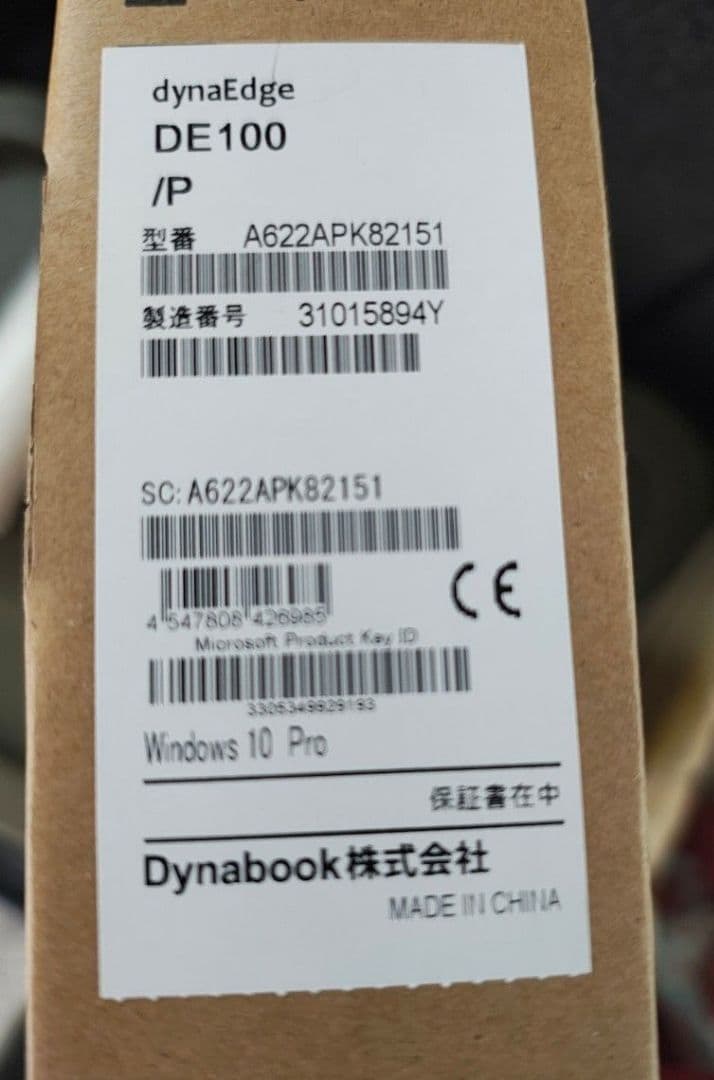 dynaEdge
DE100
/P
型番 A622APK82151
製造番号 31015894Y
SC: A622APK82151
4 547808 426985
Microsoft Product Key ID
3305349929193
Windows 10 Pro
保証書在中
Dynabook株式会社
MADE IN CHINA
CE